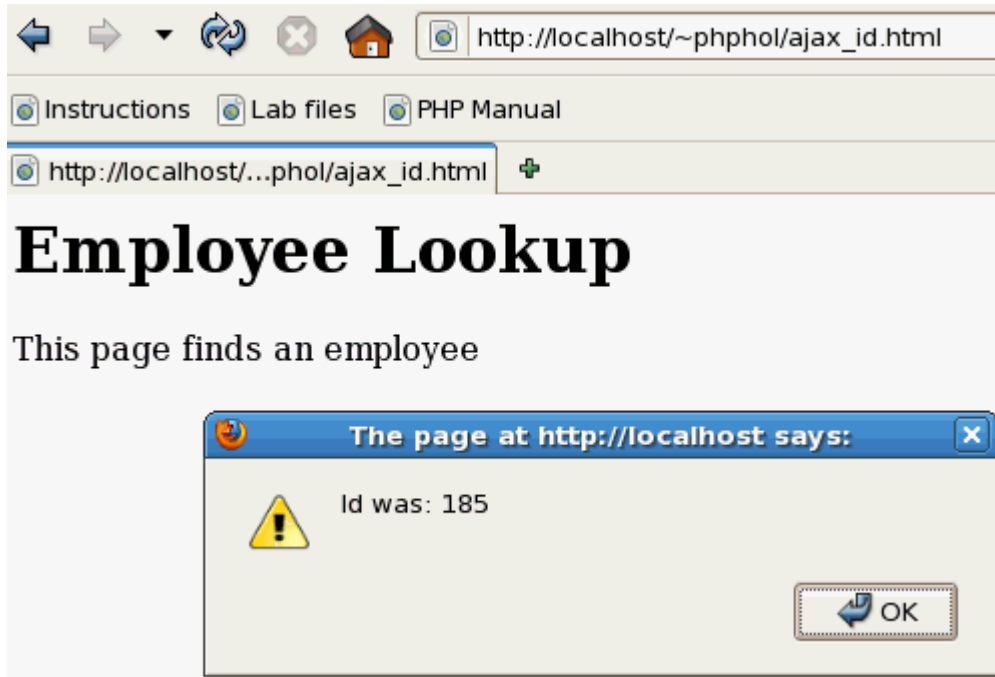 http://localhost/~phphol/ajax_id.html
Instructions Lab files PHP Manual
http://localhost/...phol/ajax_id.html
Employee Lookup
This page finds an employee
The page at http://localhost says:
Id was: 185
OK